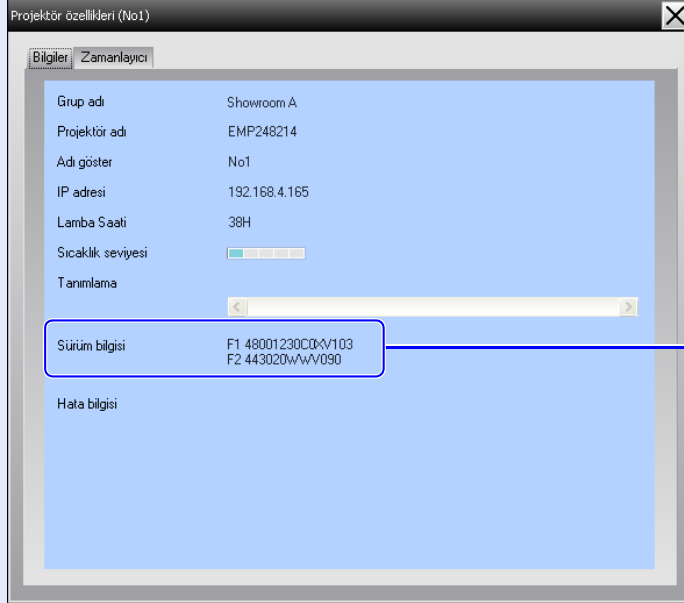 Projektör özellikleri (No1)
Bilgiler Zamanlayıcı
Grup adı Showroom A
Projektör adı EMP248214
Adı göster No1
IP adresi 192.168.4.165
Lamba Saati 38H
Sıcaklık seviyesi
Tanımlama
Sürüm bilgisi F1 48001230C0XV103
F2 443020WWV090
Hata bilgisi